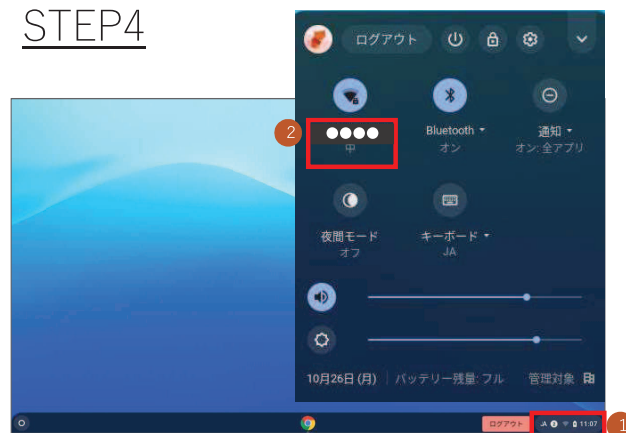 STEP4
ログアウト
2
●●●●
中
Bluetooth
オン
通知
オン: 全アプリ
夜間モード
オフ
キーボード
JA
10月26日 (月)
バッテリー残量: フル
管理対象
ログアウト
JA
11:07
1